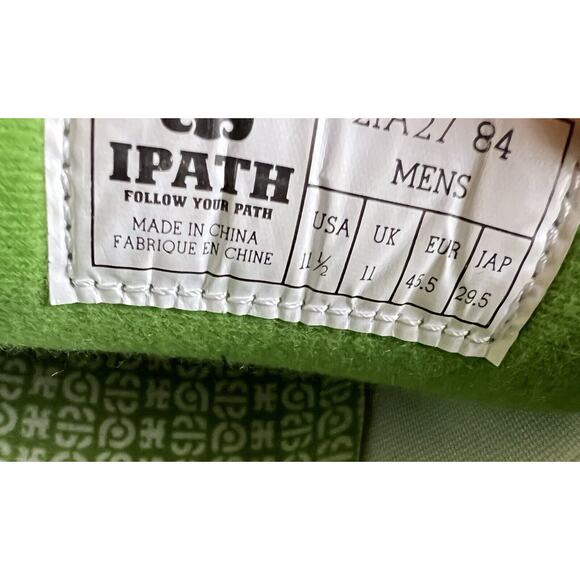 84
IPATH
MENS
FOLLOW YOUR PATH
MADE IN CHINA
FABRIQUE EN CHINE
USA UK EUR JAP
11½ 11 45.5 29.5